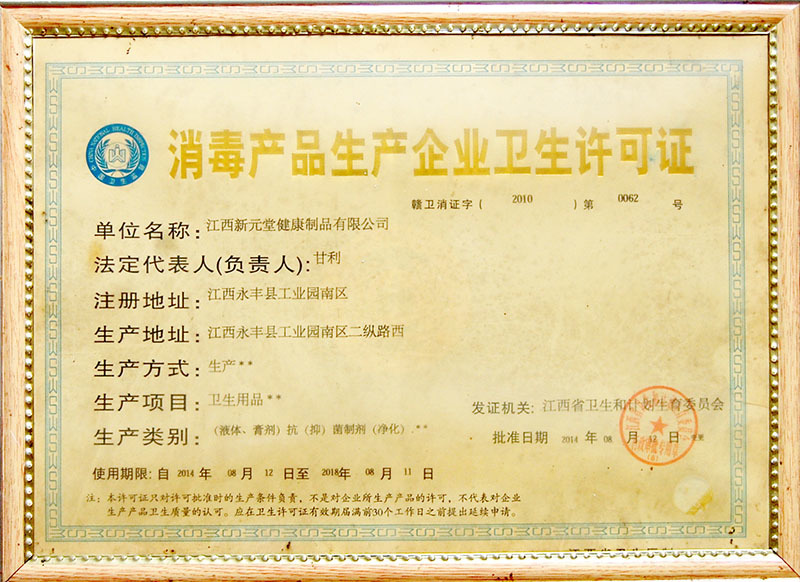 消毒产品生产企业卫生许可证
赣卫消证字（ 2010 ）第 0062 号
单位名称：江西新元堂健康制品有限公司
法定代表人(负责人)：甘利
注册地址：江西永丰县工业园南区
生产地址：江西永丰县工业园南区二纵路西
生产方式：生产**
生产项目：卫生用品**
生产类别：（液体、膏剂）抗（抑）菌制剂（净化）.**
发证机关：江西省卫生和计划生育委员会
批准日期 2014 年 08 月 12 日 变更
使用期限：自 2014 年 08 月 12 日至 2018年 08 月 11 日
注：本许可证只对许可批准时的生产条件负责，不是对企业所生产产品的许可，不代表对企业
生产产品卫生质量的认可。应在卫生许可证有效期届满前30个工作日之前提出延续申请。